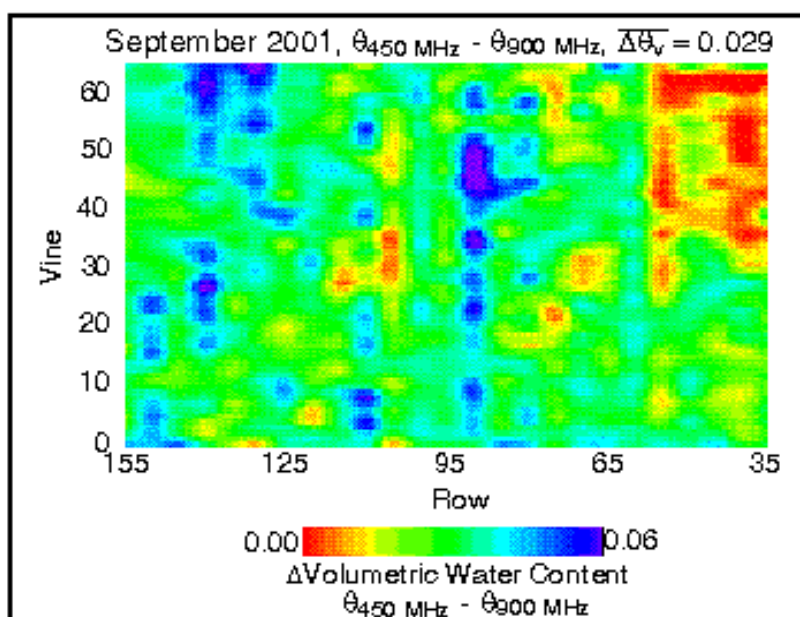 September 2001, θ450 MHz - θ900 MHz, Δθv = 0.029
60
50
40
30
20
10
0
Vine
155 125 95 65 35
Row
0.00 0.06
ΔVolumetric Water Content
θ450 MHz - θ900 MHz